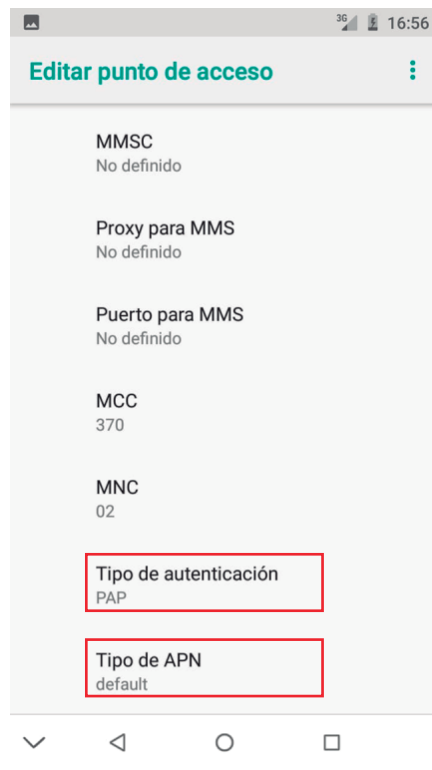 3G 16:56
Editar punto de acceso
MMSC
No definido
Proxy para MMS
No definido
Puerto para MMS
No definido
MCC
370
MNC
02
Tipo de autenticación
PAP
Tipo de APN
default